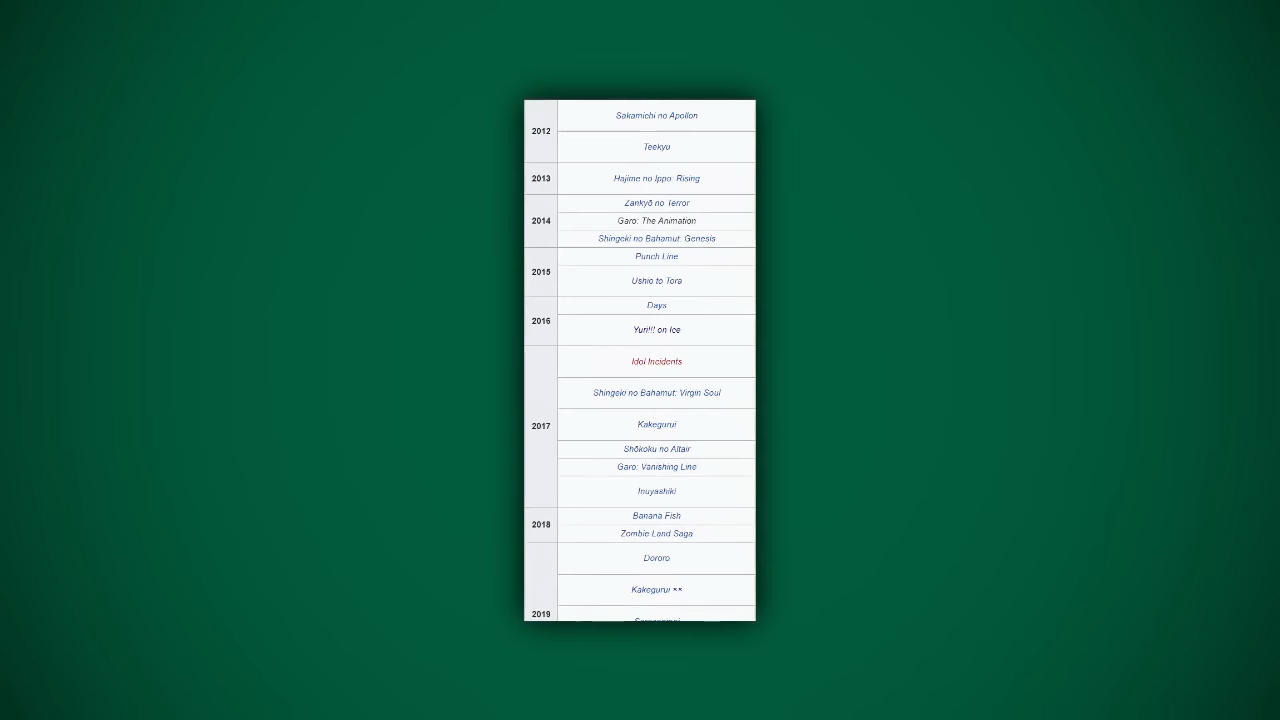 2012
Sakamichi no Apollon
Teekyu
2013
Hajime no Ippo: Rising
2014
Zankyō no Terror
Garo: The Animation
Shingeki no Bahamut: Genesis
2015
Punch Line
Ushio to Tora
2016
Days
Yuri!!! on Ice
2017
Idol Incidents
Shingeki no Bahamut: Virgin Soul
Kakegurui
Shōkoku no Altair
Garo: Vanishing Line
Inuyashiki
2018
Banana Fish
Zombie Land Saga
2019
Dororo
Kakegurui ××